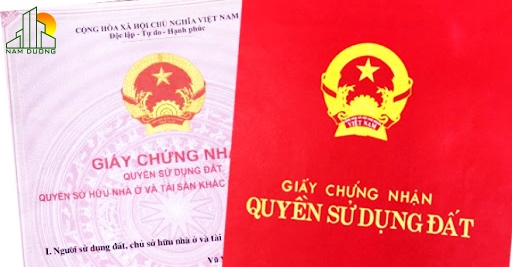 NAM DƯƠNG
CỘNG HÒA XÃ HỘI CHỦ NGHĨA VIỆT NAM
Độc lập - Tự do - Hạnh phúc
GIẤY CHỨNG NHẬ
QUYỀN SỬ DỤNG ĐẤT
QUYỀN SỞ HỮU NHÀ Ở VÀ TÀI SẢN KHÁC
I. Người sử dụng đất, chủ sở hữu nhà ở và tài
VIỆT NAM
GIẤY CHỨNG NHẬN
QUYỀN SỬ DỤNG ĐẤT